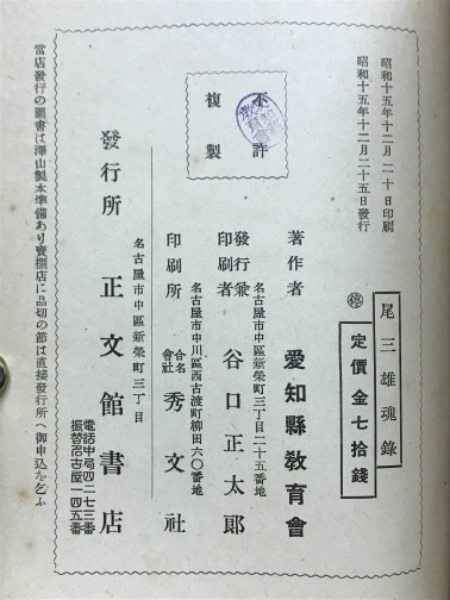 昭和十五年十二月二十日印刷
昭和十五年十二月二十五日發行
尾三雄魂錄
㊡定價金七拾錢
不許
複製
著作者　愛知縣教育會
名古屋市中區新榮町三丁目二十五番地
發行兼
印刷者　谷口正太郎
名古屋市中川區西古渡町柳田六〇番地
印刷所　合名會社　秀文社
名古屋市中區新榮町三丁目
發行所　正文館書店
電話中局四二七三番
振替名古屋一四五番
當店發行の圖書は澤山製本準備あり賣捌店に品切の節は直接發行所へ御申込を乞ふ